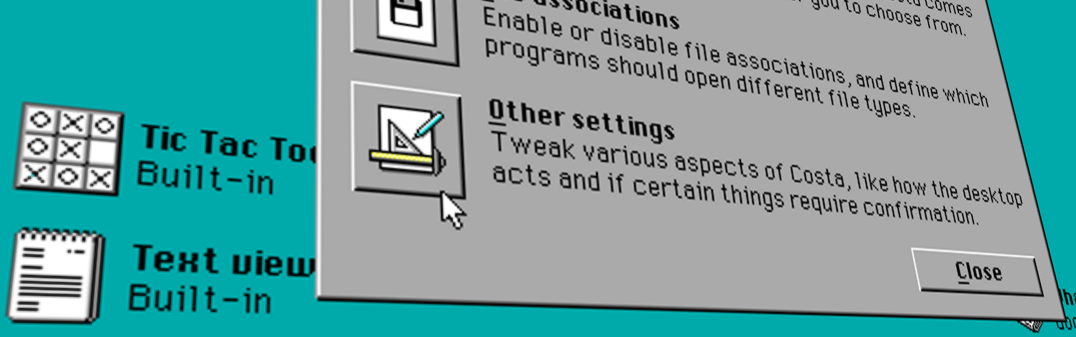 Tic Tac Toe
Built-in
Text view
Built-in
comes
you to choose from.
associations
Enable or disable file associations, and define which
programs should open different file types.
Other settings
Tweak various aspects of Costa, like how the desktop
acts and if certain things require confirmation.
Close